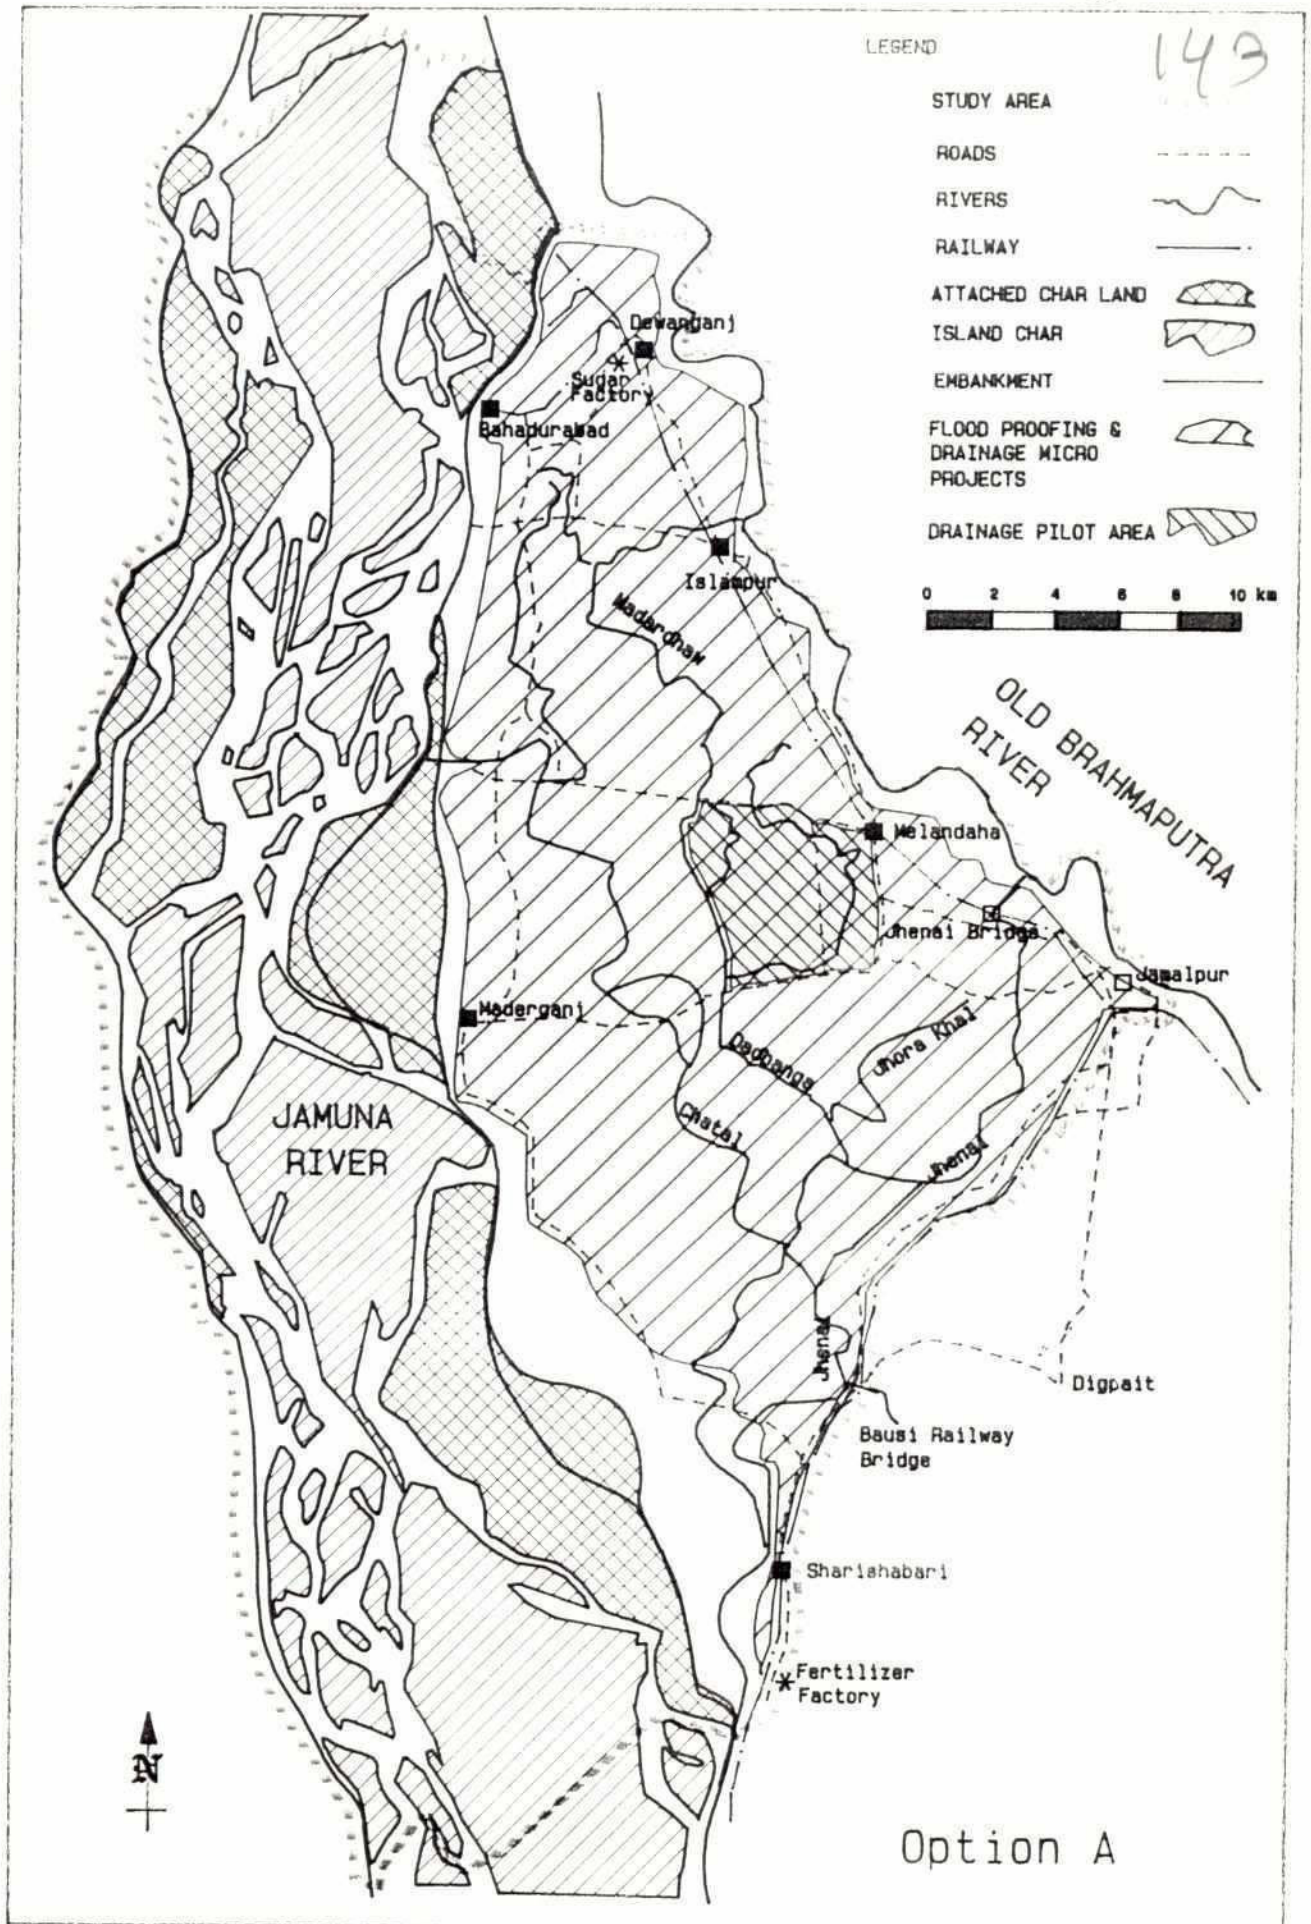 143
LEGEND
STUDY AREA
ROADS
RIVERS
RAILWAY
ATTACHED CHAR LAND
ISLAND CHAR
EMBANKMENT
FLOOD PROOFING &
DRAINAGE MICRO
PROJECTS
DRAINAGE PILOT AREA
0 2 4 6 8 10 km
Dewanganj
Sugar
Factory
Bahadurabad
Islampur
Madardhaw
OLD BRAHMAPUTRA
RIVER
Melandaha
Jhenai Bridge
Jamalpur
Maderganj
Dadbanga
Jhora Khal
Chatal
Jhenai
JAMUNA
RIVER
Jhenai
Digpait
Bausi Railway
Bridge
Sharishabari
Fertilizer
Factory
N
Option A